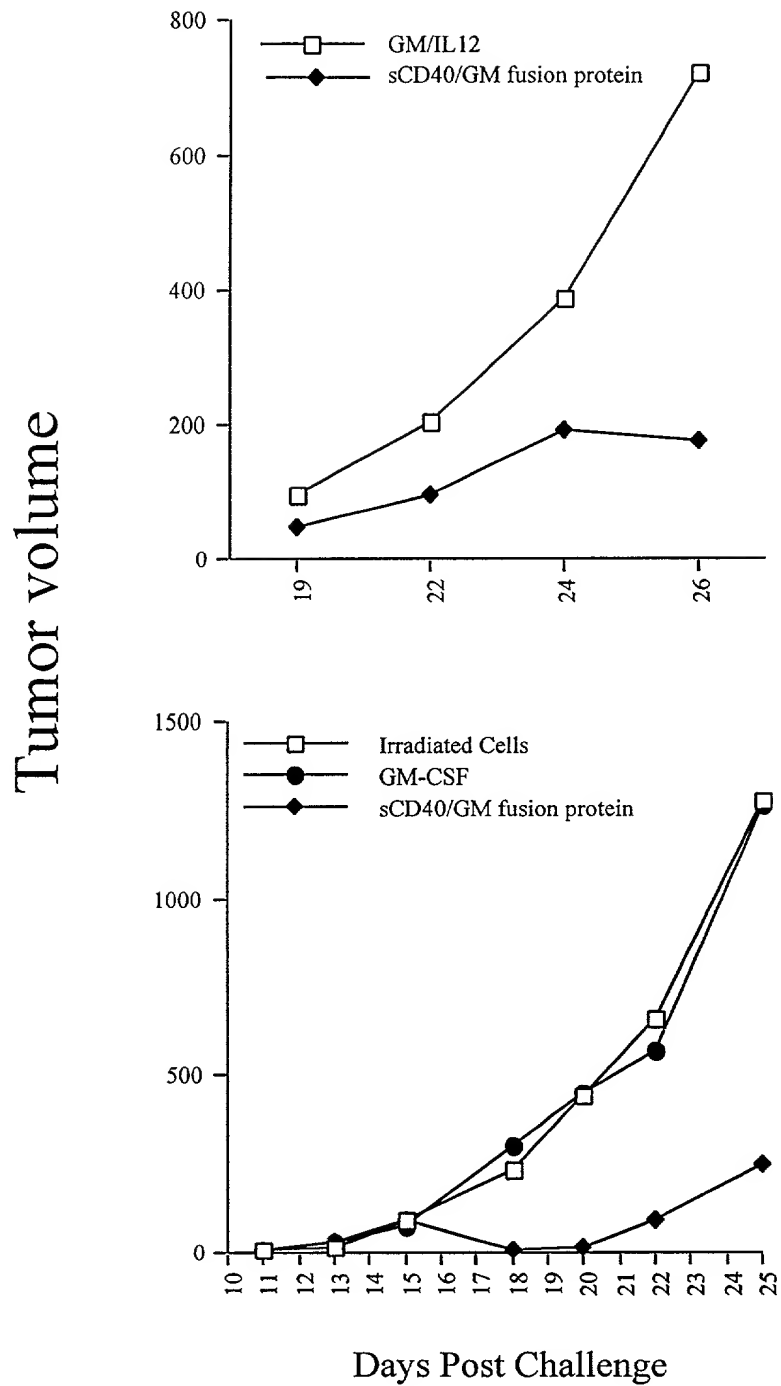 Tumor volume
800
600
400
200
0
GM/IL12
sCD40/GM fusion protein
19 22 24 26
1500
1000
500
0
Irradiated Cells
GM-CSF
sCD40/GM fusion protein
10 11 12 13 14 15 16 17 18 19 20 21 22 23 24 25
Days Post Challenge